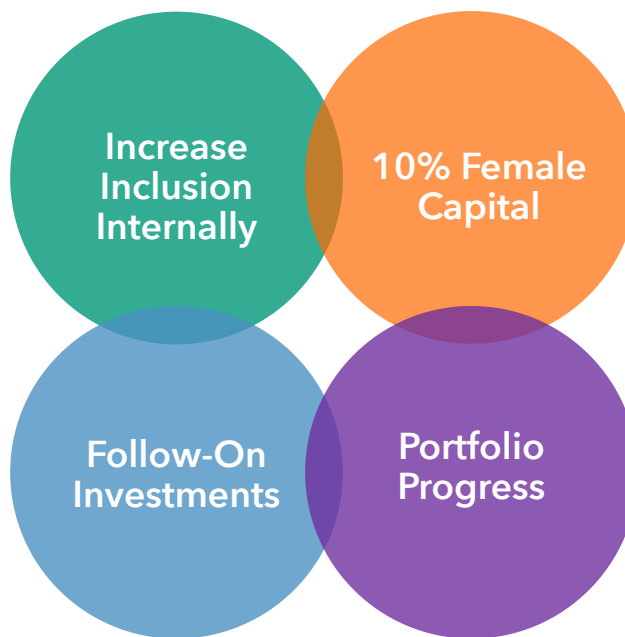 Increase
Inclusion
Internally
10% Female
Capital
Follow-On
Investments
Portfolio
Progress